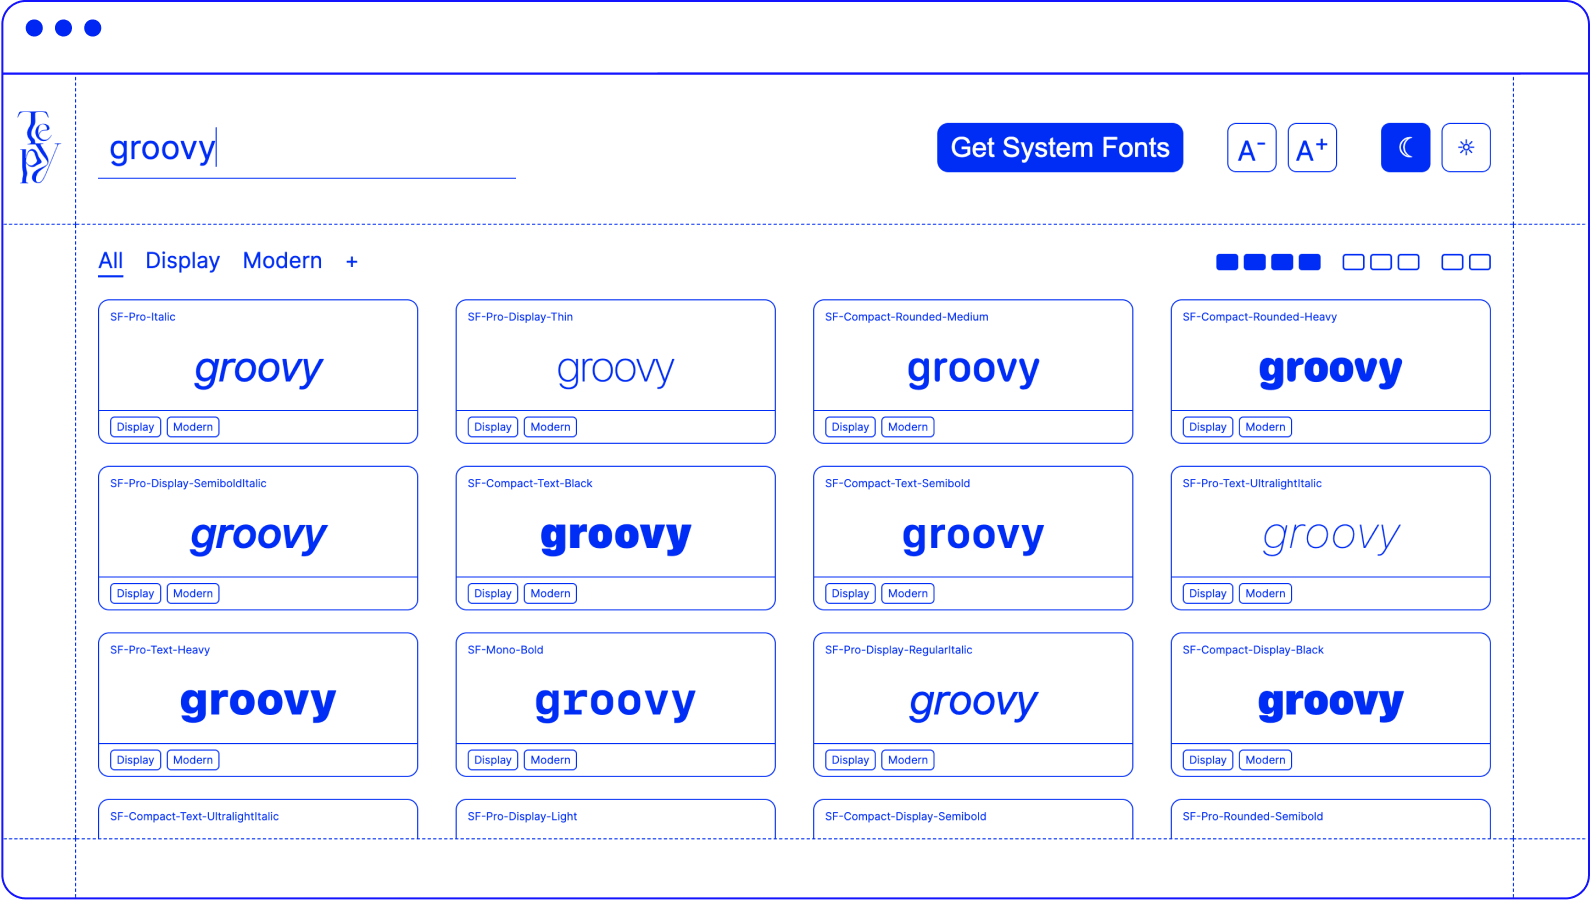 Te
py
groovy
Get System Fonts
A-
A+
All Display Modern +
SF-Pro-Italic
groovy
Display Modern
SF-Pro-Display-Thin
groovy
Display Modern
SF-Compact-Rounded-Medium
groovy
Display Modern
SF-Compact-Rounded-Heavy
groovy
Display Modern
SF-Pro-Display-SemiboldItalic
groovy
Display Modern
SF-Compact-Text-Black
groovy
Display Modern
SF-Compact-Text-Semibold
groovy
Display Modern
SF-Pro-Text-UltralightItalic
groovy
Display Modern
SF-Pro-Text-Heavy
groovy
Display Modern
SF-Mono-Bold
groovy
Display Modern
SF-Pro-Display-RegularItalic
groovy
Display Modern
SF-Compact-Display-Black
groovy
Display Modern
SF-Compact-Text-UltralightItalic
SF-Pro-Display-Light
SF-Compact-Display-Semibold
SF-Pro-Rounded-Semibold